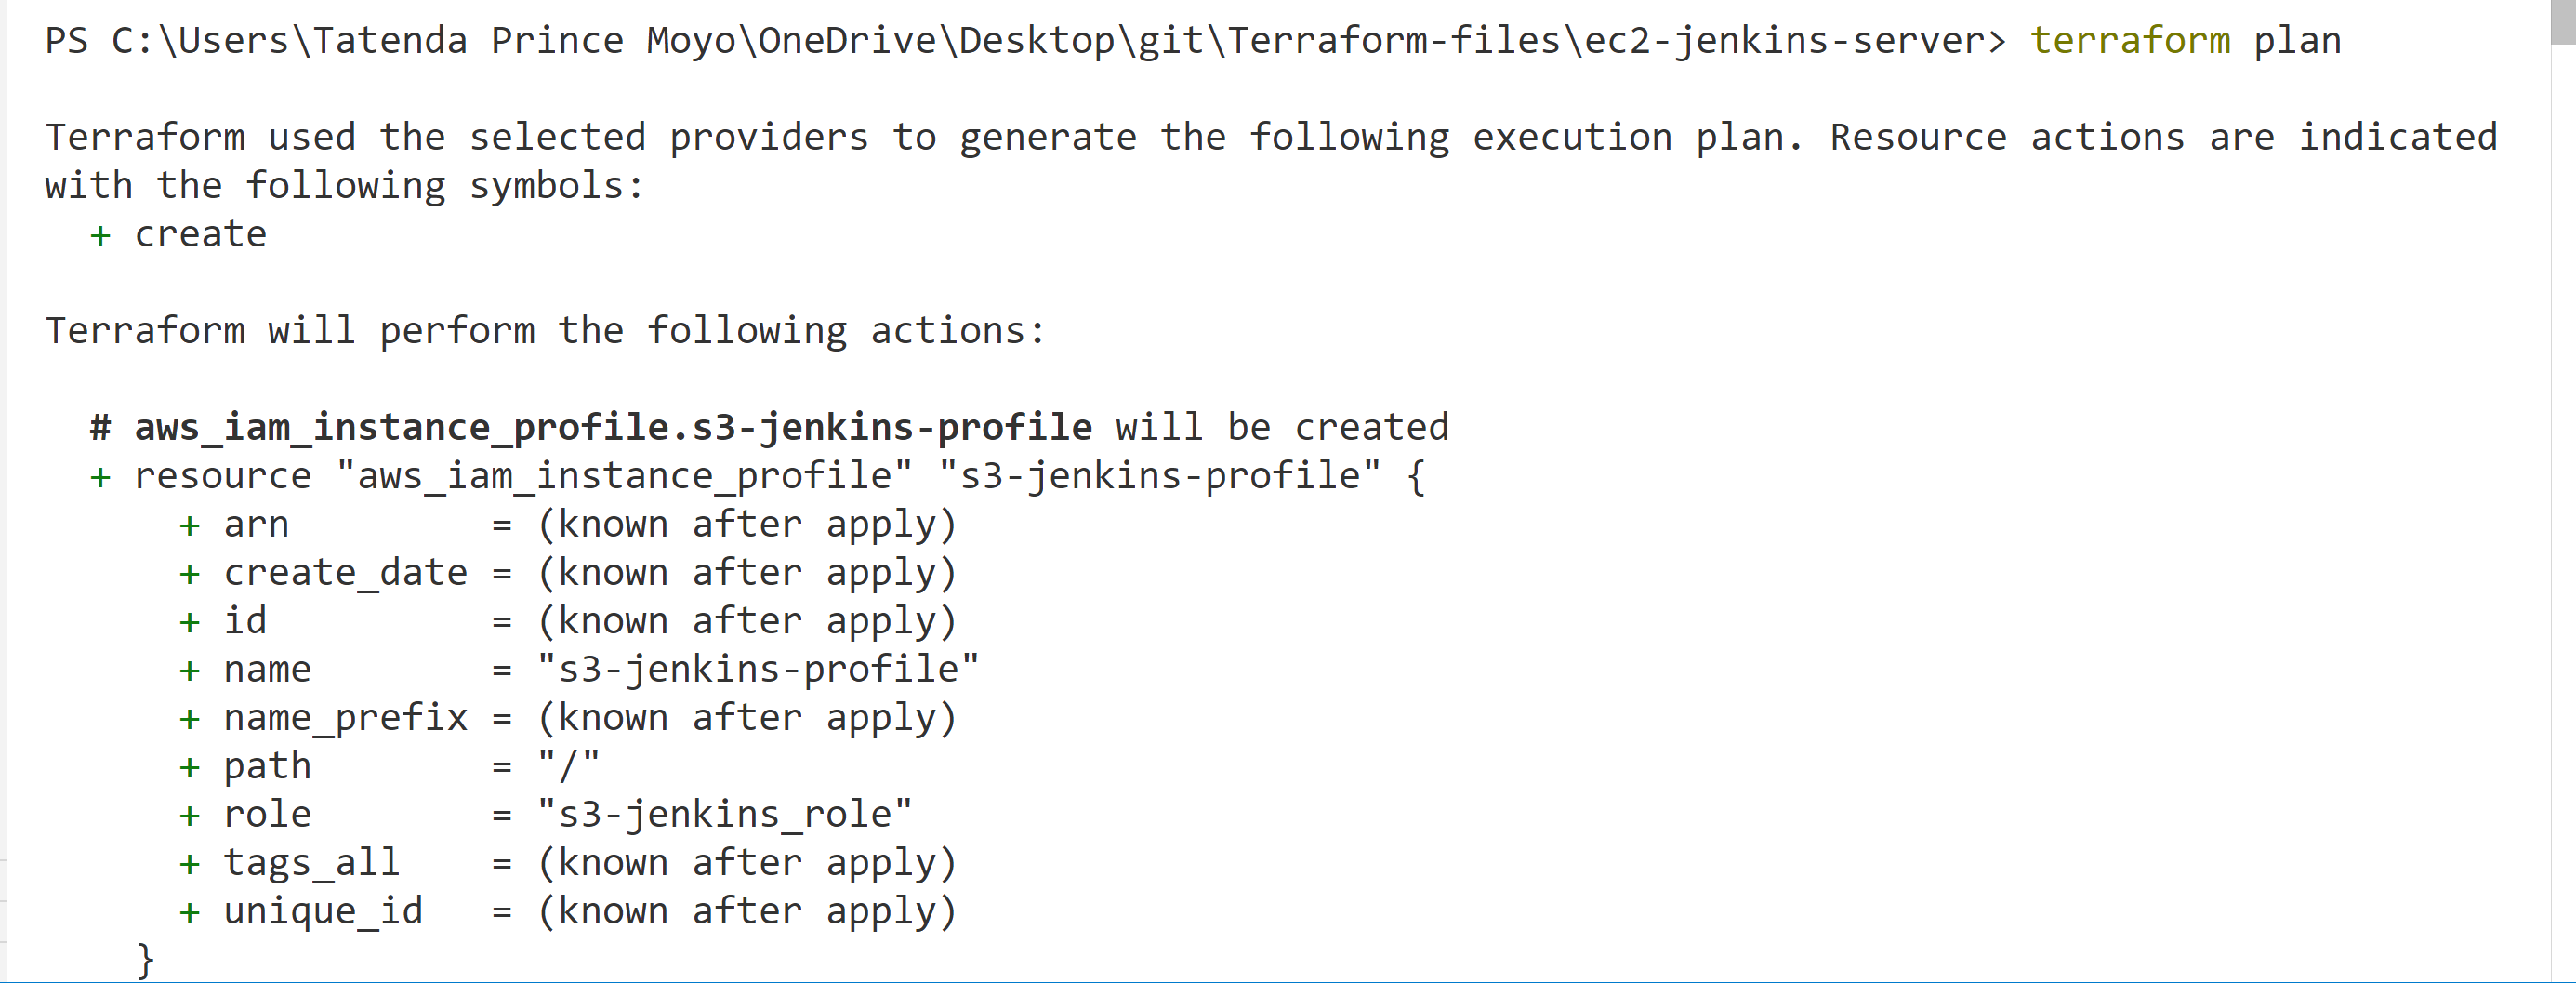 PS C:\Users\Tatenda Prince Moyo\OneDrive\Desktop\git\Terraform-files\ec2-jenkins-server> terraform plan
Terraform used the selected providers to generate the following execution plan. Resource actions are indicated
with the following symbols:
  + create
Terraform will perform the following actions:
  # aws_iam_instance_profile.s3-jenkins-profile will be created
  + resource "aws_iam_instance_profile" "s3-jenkins-profile" {
      + arn         = (known after apply)
      + create_date = (known after apply)
      + id          = (known after apply)
      + name        = "s3-jenkins-profile"
      + name_prefix = (known after apply)
      + path        = "/"
      + role        = "s3-jenkins_role"
      + tags_all    = (known after apply)
      + unique_id   = (known after apply)
    }